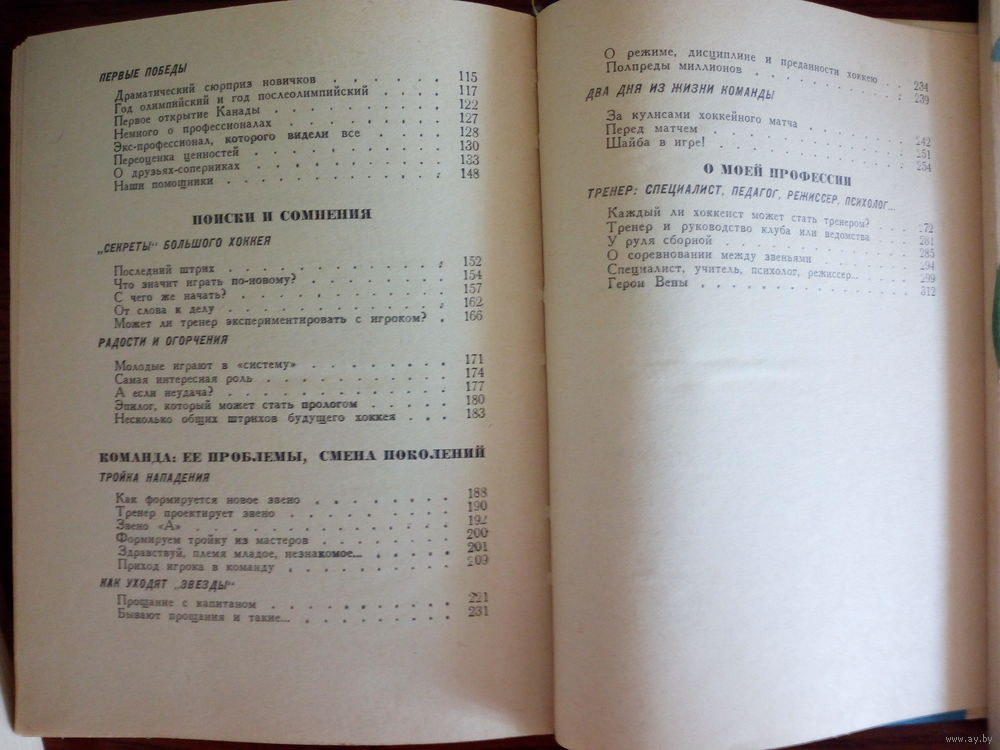 ПЕРВЫЕ ПОБЕДЫ
Драматический сюрприз новичков . . . . . . 115
Год олимпийский и год послеолимпийский . . . . 117
Первое открытие Канады . . . . . . . . 122
Немного о профессионалах . . . . . . . . 127
Экс-профессионал, которого видели все . . . . . 128
Переоценка ценностей . . . . . . . . . 130
О друзьях-соперниках . . . . . . . . . 133
Наши помощники . . . . . . . . . . 148
ПОИСКИ И СОМНЕНИЯ
„СЕКРЕТЫ" БОЛЬШОГО ХОККЕЯ
Последний штрих . . . . . . . . . . 152
Что значит играть по-новому? . . . . . . . 154
С чего же начать? . . . . . . . . . . 157
От слова к делу . . . . . . . . . . 162
Может ли тренер экспериментировать с игроком? . 166
РАДОСТИ И ОГОРЧЕНИЯ
Молодые играют в «систему» . . . . . . . 171
Самая интересная роль . . . . . . . . . 174
А если неудача? . . . . . . . . . . 177
Эпилог, который может стать прологом . . . . . 180
Несколько общих штрихов будущего хоккея . . . . 183
КОМАНДА: ЕЕ ПРОБЛЕМЫ, СМЕНА ПОКОЛЕНИЙ
ТРОЙКА НАПАДЕНИЯ
Как формируется новое звено . . . . . . . 188
Тренер проектирует звено . . . . . . . . 190
Звено «А» . . . . . . . . . . . . 192
Формируем тройку из мастеров . . . . . . . 200
Здравствуй, племя младое, незнакомое... . . . . . 201
Приход игрока в команду . . . . . . . . 209
КАК УХОДЯТ „ЗВЕЗДЫ"
Прощание с капитаном . . . . . . . . . 221
Бывают прощания и такие... . . . . . . . . 231
О режиме, дисциплине и преданности хоккею . 234
Полпреды миллионов . . . . . . . . . 239
ДВА ДНЯ ИЗ ЖИЗНИ КОМАНДЫ
За кулисами хоккейного матча . . . . . . . 242
Перед матчем . . . . . . . . . . . 251
Шайба в игре! . . . . . . . . . . . 254
О МОЕЙ ПРОФЕССИИ
ТРЕНЕР: СПЕЦИАЛИСТ, ПЕДАГОГ, РЕЖИССЕР, ПСИХОЛОГ...
Каждый ли хоккеист может стать тренером? . . 72
Тренер и руководство клуба или ведомства . . . 281
У руля сборной . . . . . . . . . . 285
О соревновании между звеньями . . . . . . 294
Специалист, учитель, психолог, режиссер... . . . 299
Герои Вены . . . . . . . . . . . 312
www.ay.by